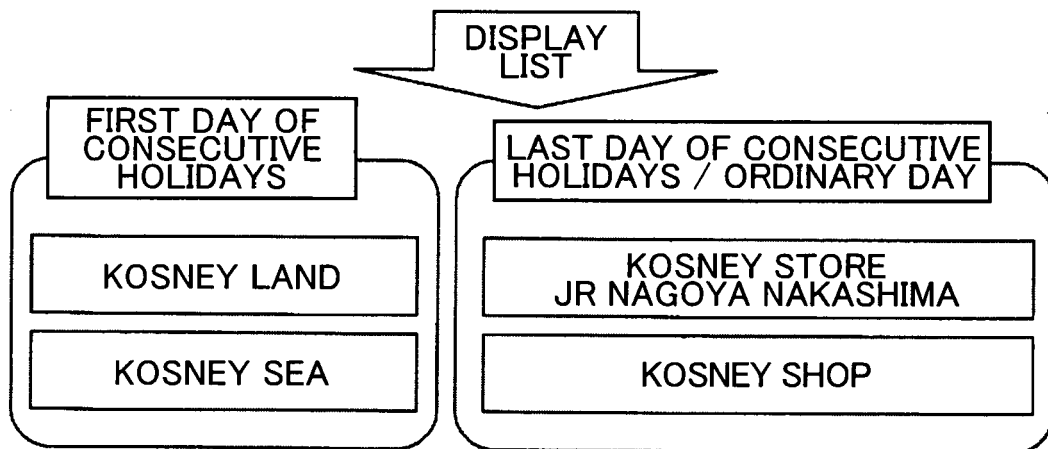 DISPLAY
LIST
FIRST DAY OF
CONSECUTIVE
HOLIDAYS
KOSNEY LAND
KOSNEY SEA
LAST DAY OF CONSECUTIVE
HOLIDAYS / ORDINARY DAY
KOSNEY STORE
JR NAGOYA NAKASHIMA
KOSNEY SHOP